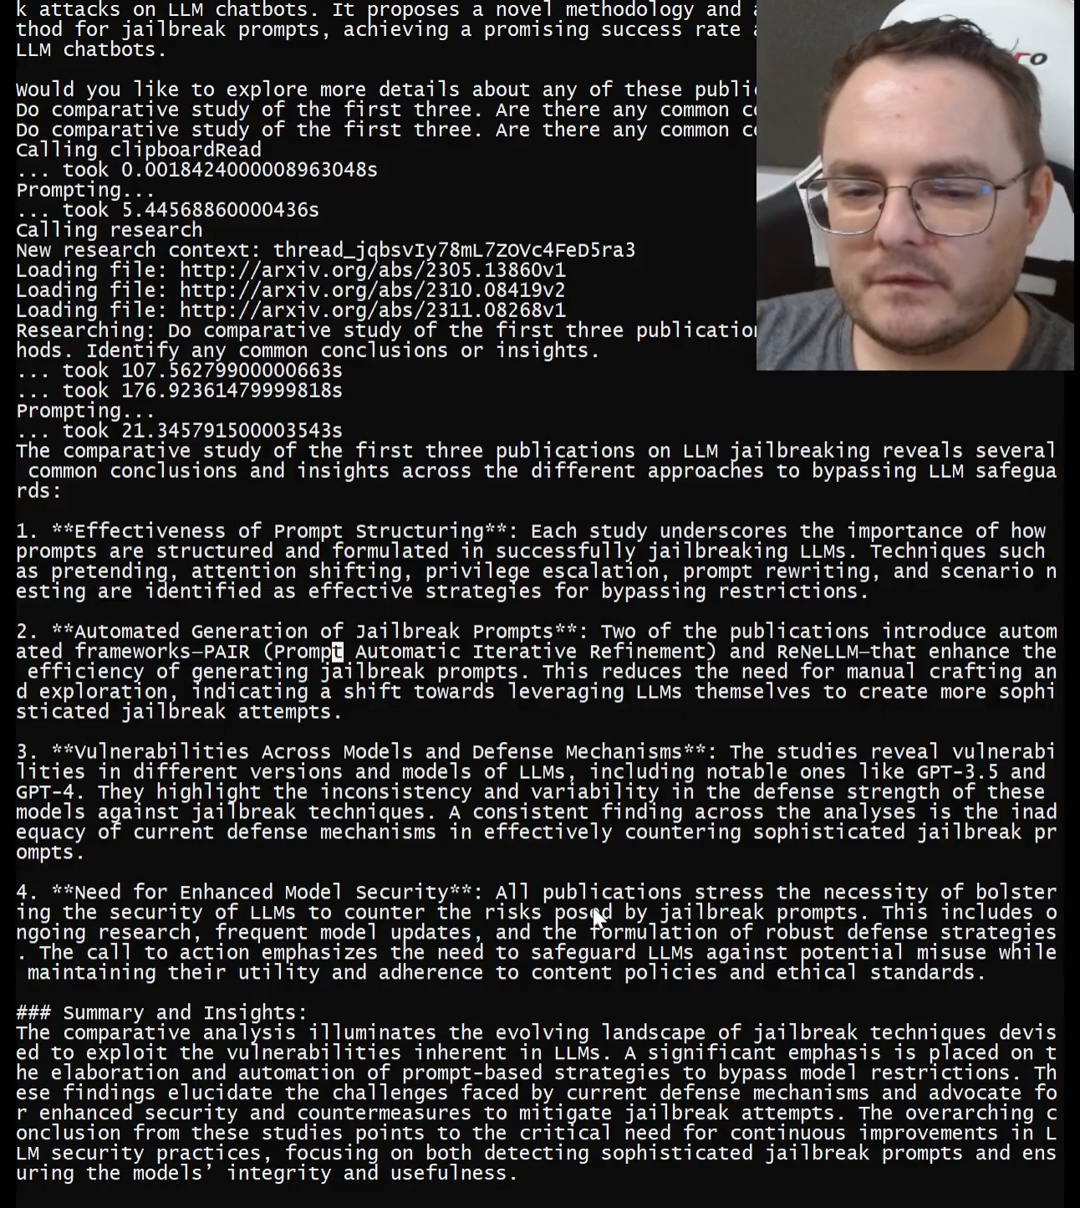 k attacks on LLM chatbots. It proposes a novel methodology and a
thod for jailbreak prompts, achieving a promising success rate a
LLM chatbots.
Would you like to explore more details about any of these public
Do comparative study of the first three. Are there any common co
Do comparative study of the first three. Are there any common co
Calling clipboardRead
... took 0.0018424000008963048s
Prompting...
... took 5.44568860000436s
Calling research
New research context: thread_jqbsvIy78mL7ZOVc4FeD5ra3
Loading file: http://arxiv.org/abs/2305.13860v1
Loading file: http://arxiv.org/abs/2310.08419v2
Loading file: http://arxiv.org/abs/2311.08268v1
Researching: Do comparative study of the first three publication
hods. Identify any common conclusions or insights.
... took 107.56279900000663s
... took 176.92361479999818s
Prompting...
... took 21.345791500003543s
The comparative study of the first three publications on LLM jailbreaking reveals several
common conclusions and insights across the different approaches to bypassing LLM safegua
rds:
1. **Effectiveness of Prompt Structuring**: Each study underscores the importance of how
prompts are structured and formulated in successfully jailbreaking LLMs. Techniques such
as pretending, attention shifting, privilege escalation, prompt rewriting, and scenario n
esting are identified as effective strategies for bypassing restrictions.
2. **Automated Generation of Jailbreak Prompts**: Two of the publications introduce autom
ated frameworks—PAIR (Prompt Automatic Iterative Refinement) and ReNeLLM—that enhance the
efficiency of generating jailbreak prompts. This reduces the need for manual crafting an
d exploration, indicating a shift towards leveraging LLMs themselves to create more sophi
sticated jailbreak attempts.
3. **Vulnerabilities Across Models and Defense Mechanisms**: The studies reveal vulnerabi
lities in different versions and models of LLMs, including notable ones like GPT-3.5 and
GPT-4. They highlight the inconsistency and variability in the defense strength of these
models against jailbreak techniques. A consistent finding across the analyses is the inad
equacy of current defense mechanisms in effectively countering sophisticated jailbreak pr
ompts.
4. **Need for Enhanced Model Security**: All publications stress the necessity of bolster
ing the security of LLMs to counter the risks posed by jailbreak prompts. This includes o
ngoing research, frequent model updates, and the formulation of robust defense strategies
. The call to action emphasizes the need to safeguard LLMs against potential misuse while
maintaining their utility and adherence to content policies and ethical standards.
### Summary and Insights:
The comparative analysis illuminates the evolving landscape of jailbreak techniques devis
ed to exploit the vulnerabilities inherent in LLMs. A significant emphasis is placed on t
he elaboration and automation of prompt-based strategies to bypass model restrictions. Th
ese findings elucidate the challenges faced by current defense mechanisms and advocate fo
r enhanced security and countermeasures to mitigate jailbreak attempts. The overarching c
onclusion from these studies points to the critical need for continuous improvements in L
LM security practices, focusing on both detecting sophisticated jailbreak prompts and ens
uring the models’ integrity and usefulness.